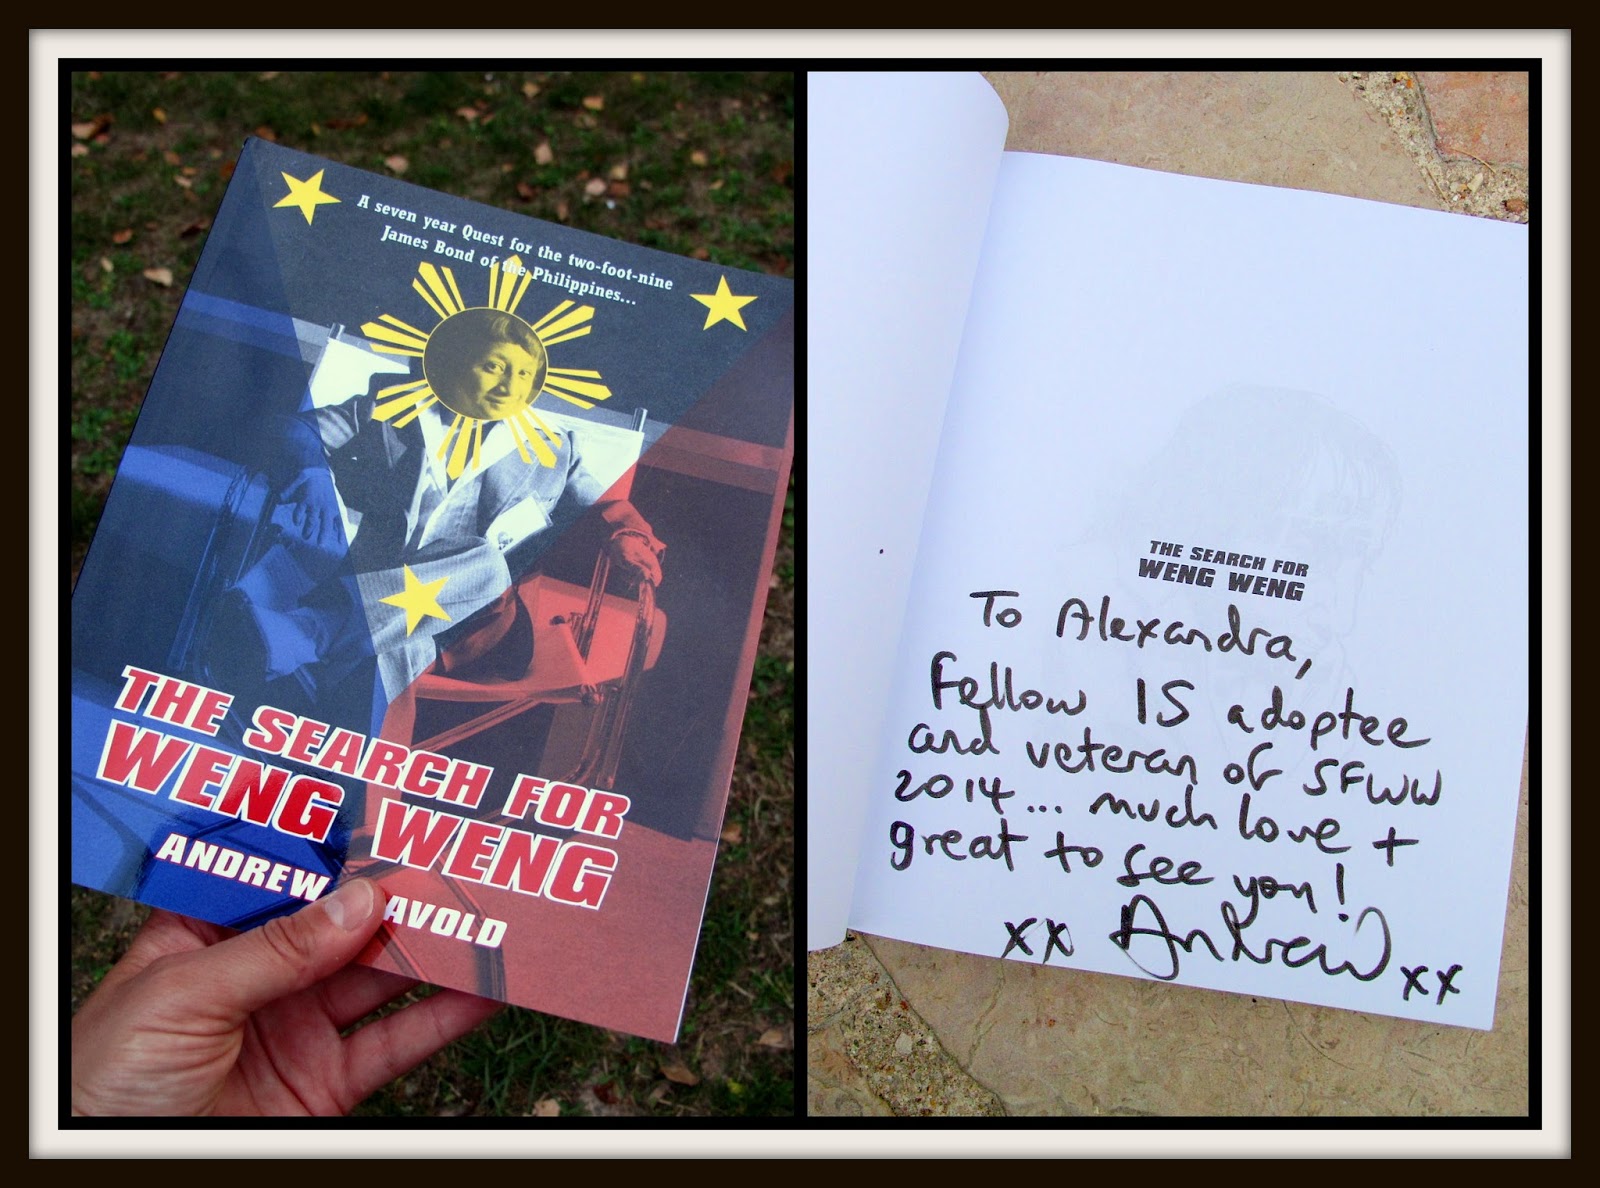 A seven year Quest for the two-foot-nine
James Bond of the Philippines...
THE SEARCH FOR
WENG WENG
ANDREW AVOLD
THE SEARCH FOR
WENG WENG
To Alexandra,
Fellow IS adoptee
and veteran of SFWW
2014... much love +
great to see you!
xx Andrew xx